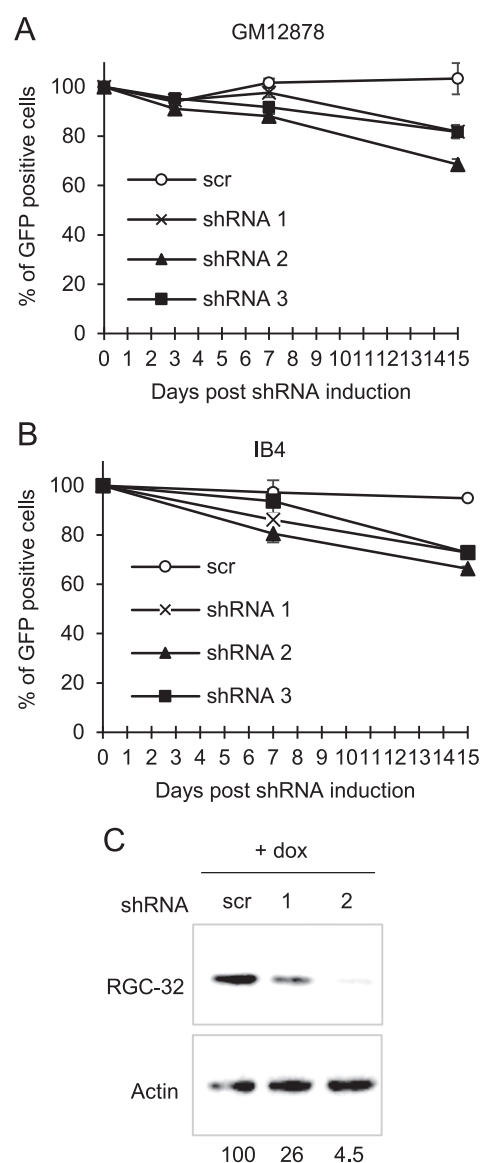 A
GM12878
% of GFP positive cells
100
80
60
40
20
0
scr
shRNA 1
shRNA 2
shRNA 3
0 1 2 3 4 5 6 7 8 9 10 11 12 13 14 15
Days post shRNA induction
B
IB4
% of GFP positive cells
100
80
60
40
20
0
scr
shRNA 1
shRNA 2
shRNA 3
0 1 2 3 4 5 6 7 8 9 10 11 12 13 14 15
Days post shRNA induction
C
+ dox
shRNA scr 1 2
RGC-32
Actin
100 26 4.5